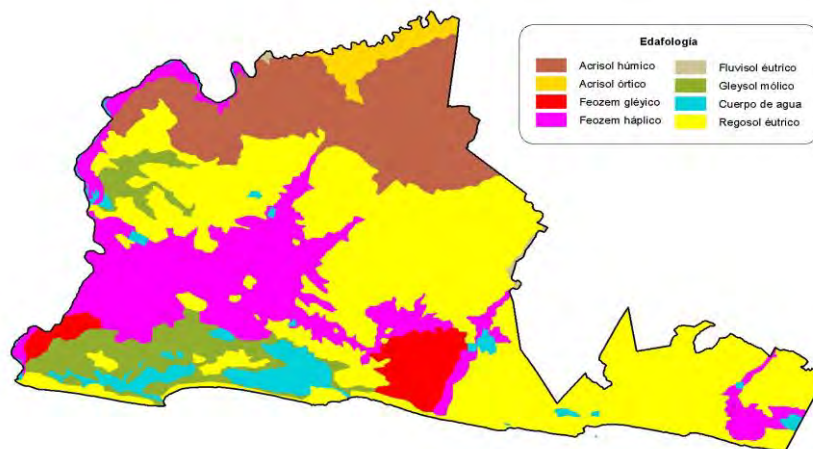 Edafología
Acrisol húmico
Acrisol órtico
Feozem gléyico
Feozem háplico
Fluvisol éutrico
Gleysol mólico
Cuerpo de agua
Regosol éutrico